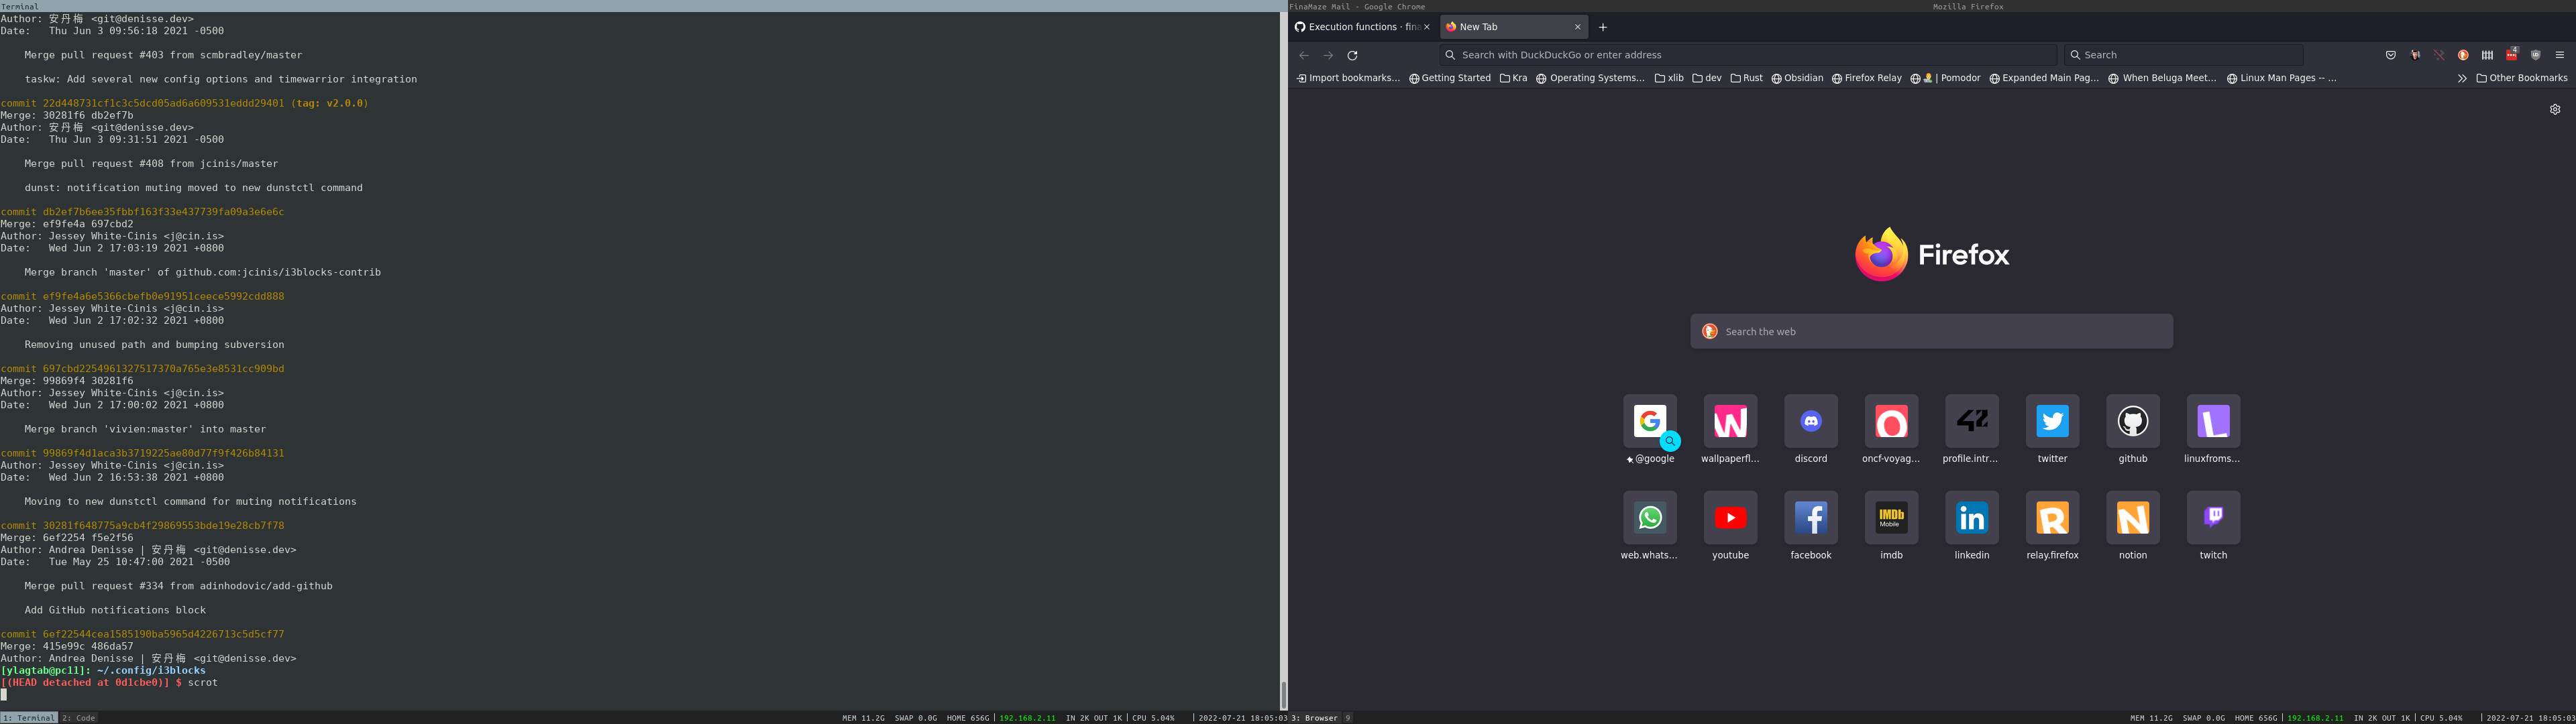 Terminal
Author: 安丹梅 <git@denisse.dev>
Date:   Thu Jun 3 09:56:18 2021 -0500
Merge pull request #403 from scmbradley/master
taskw: Add several new config options and timewarrior integration
commit 22d448731cf1c3c5dcd05ad6a609531eddd29401 (tag: v2.0.0)
Merge: 30281f6 db2ef7b
Author: 安丹梅 <git@denisse.dev>
Date:   Thu Jun 3 09:31:51 2021 -0500
Merge pull request #408 from jcinis/master
dunst: notification muting moved to new dunstctl command
commit db2ef7b6ee35fbbf163f33e437739fa09a3e6e6c
Merge: ef9fe4a 697cbd2
Author: Jessey White-Cinis <j@cin.is>
Date:   Wed Jun 2 17:03:19 2021 +0800
Merge branch 'master' of github.com:jcinis/i3blocks-contrib
commit ef9fe4a6e5366cbefb0e91951ceece5992cdd888
Author: Jessey White-Cinis <j@cin.is>
Date:   Wed Jun 2 17:02:32 2021 +0800
Removing unused path and bumping subversion
commit 697cbd2254961327517370a765e3e8531cc909bd
Merge: 99869f4 30281f6
Author: Jessey White-Cinis <j@cin.is>
Date:   Wed Jun 2 17:00:02 2021 +0800
Merge branch 'vivien:master' into master
commit 99869f4d1aca3b3719225ae80d77f9f426b84131
Author: Jessey White-Cinis <j@cin.is>
Date:   Wed Jun 2 16:53:38 2021 +0800
Moving to new dunstctl command for muting notifications
commit 30281f648775a9cb4f29869553bde19e28cb7f78
Merge: 6ef2254 f5e2f56
Author: Andrea Denisse | 安丹梅 <git@denisse.dev>
Date:   Tue May 25 10:47:00 2021 -0500
Merge pull request #334 from adinhodovic/add-github
Add GitHub notifications block
commit 6ef22544cea1585190ba5965d4226713c5d5cf77
Merge: 415e99c 486da57
Author: Andrea Denisse | 安丹梅 <git@denisse.dev>
[ylagtab@pc11]: ~/.config/i3blocks
[(HEAD detached at 0d1cbe0)] $ scrot
1: Terminal 2: Code
MEM 11.2G SWAP 0.0G HOME 656G | 192.168.2.11 IN 2K OUT 1K | CPU 5.04% | 2022-07-21 18:05:03
FinaMaze Mail - Google Chrome
Mozilla Firefox
Execution functions · fina
New Tab
Search with DuckDuckGo or enter address
Search
4
Import bookmarks... Getting Started Kra Operating Systems... xlib dev Rust Obsidian Firefox Relay | Pomodor Expanded Main Pag... When Beluga Meet... Linux Man Pages -- ... Other Bookmarks
Firefox
Search the web
@google wallpaperfl... discord oncf-voyag... profile.intr... twitter github linuxfroms...
IMDb
Mobile
web.whats... youtube facebook imdb linkedin relay.firefox notion twitch
3: Browser 9
MEM 11.2G SWAP 0.0G HOME 656G | 192.168.2.11 IN 2K OUT 1K | CPU 5.04% | 2022-07-21 18:05:03